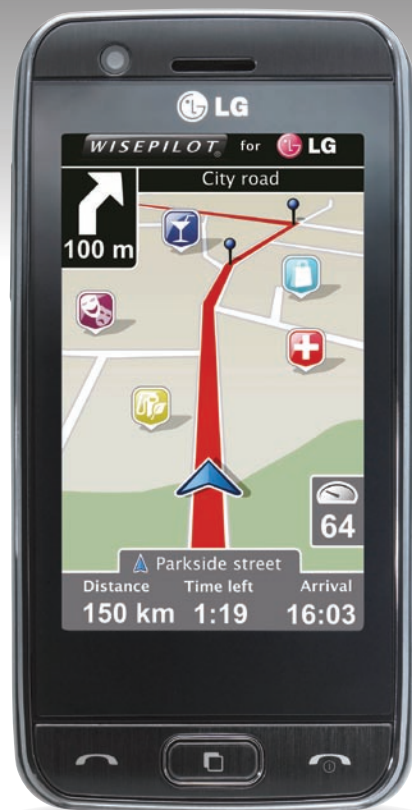 LG
WISEPILOT for LG
City road
100 m
64
Parkside street
Distance Time left Arrival
150 km 1:19 16:03